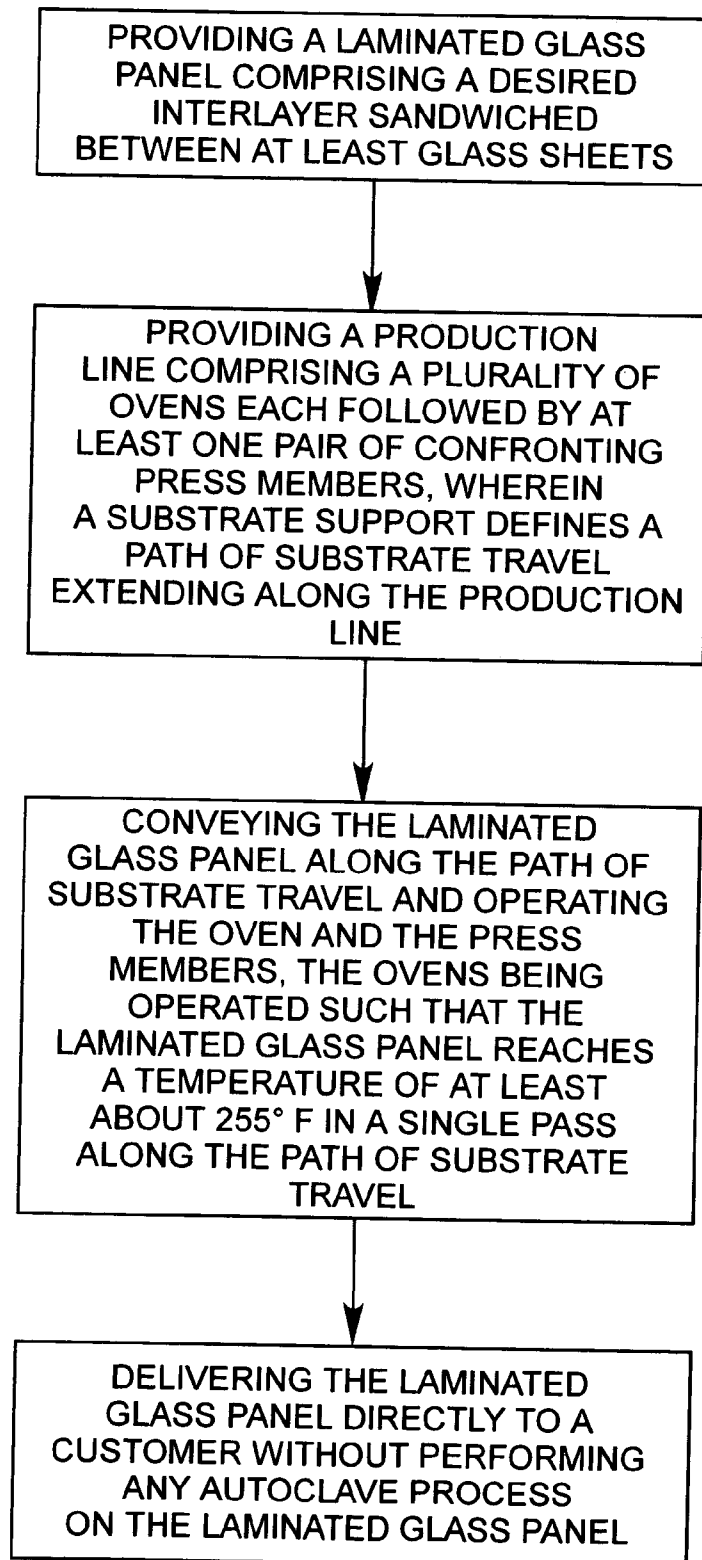 PROVIDING A LAMINATED GLASS
PANEL COMPRISING A DESIRED
INTERLAYER SANDWICHED
BETWEEN AT LEAST GLASS SHEETS
PROVIDING A PRODUCTION
LINE COMPRISING A PLURALITY OF
OVENS EACH FOLLOWED BY AT
LEAST ONE PAIR OF CONFRONTING
PRESS MEMBERS, WHEREIN
A SUBSTRATE SUPPORT DEFINES A
PATH OF SUBSTRATE TRAVEL
EXTENDING ALONG THE PRODUCTION
LINE
CONVEYING THE LAMINATED
GLASS PANEL ALONG THE PATH OF
SUBSTRATE TRAVEL AND OPERATING
THE OVEN AND THE PRESS
MEMBERS, THE OVENS BEING
OPERATED SUCH THAT THE
LAMINATED GLASS PANEL REACHES
A TEMPERATURE OF AT LEAST
ABOUT 255° F IN A SINGLE PASS
ALONG THE PATH OF SUBSTRATE
TRAVEL
DELIVERING THE LAMINATED
GLASS PANEL DIRECTLY TO A
CUSTOMER WITHOUT PERFORMING
ANY AUTOCLAVE PROCESS
ON THE LAMINATED GLASS PANEL